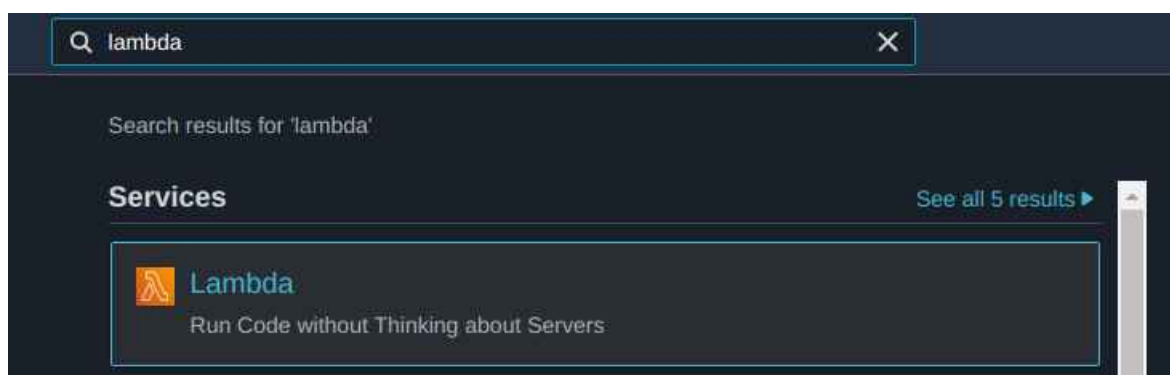 lambda
Search results for 'lambda'
Services
See all 5 results
Lambda
Run Code without Thinking about Servers